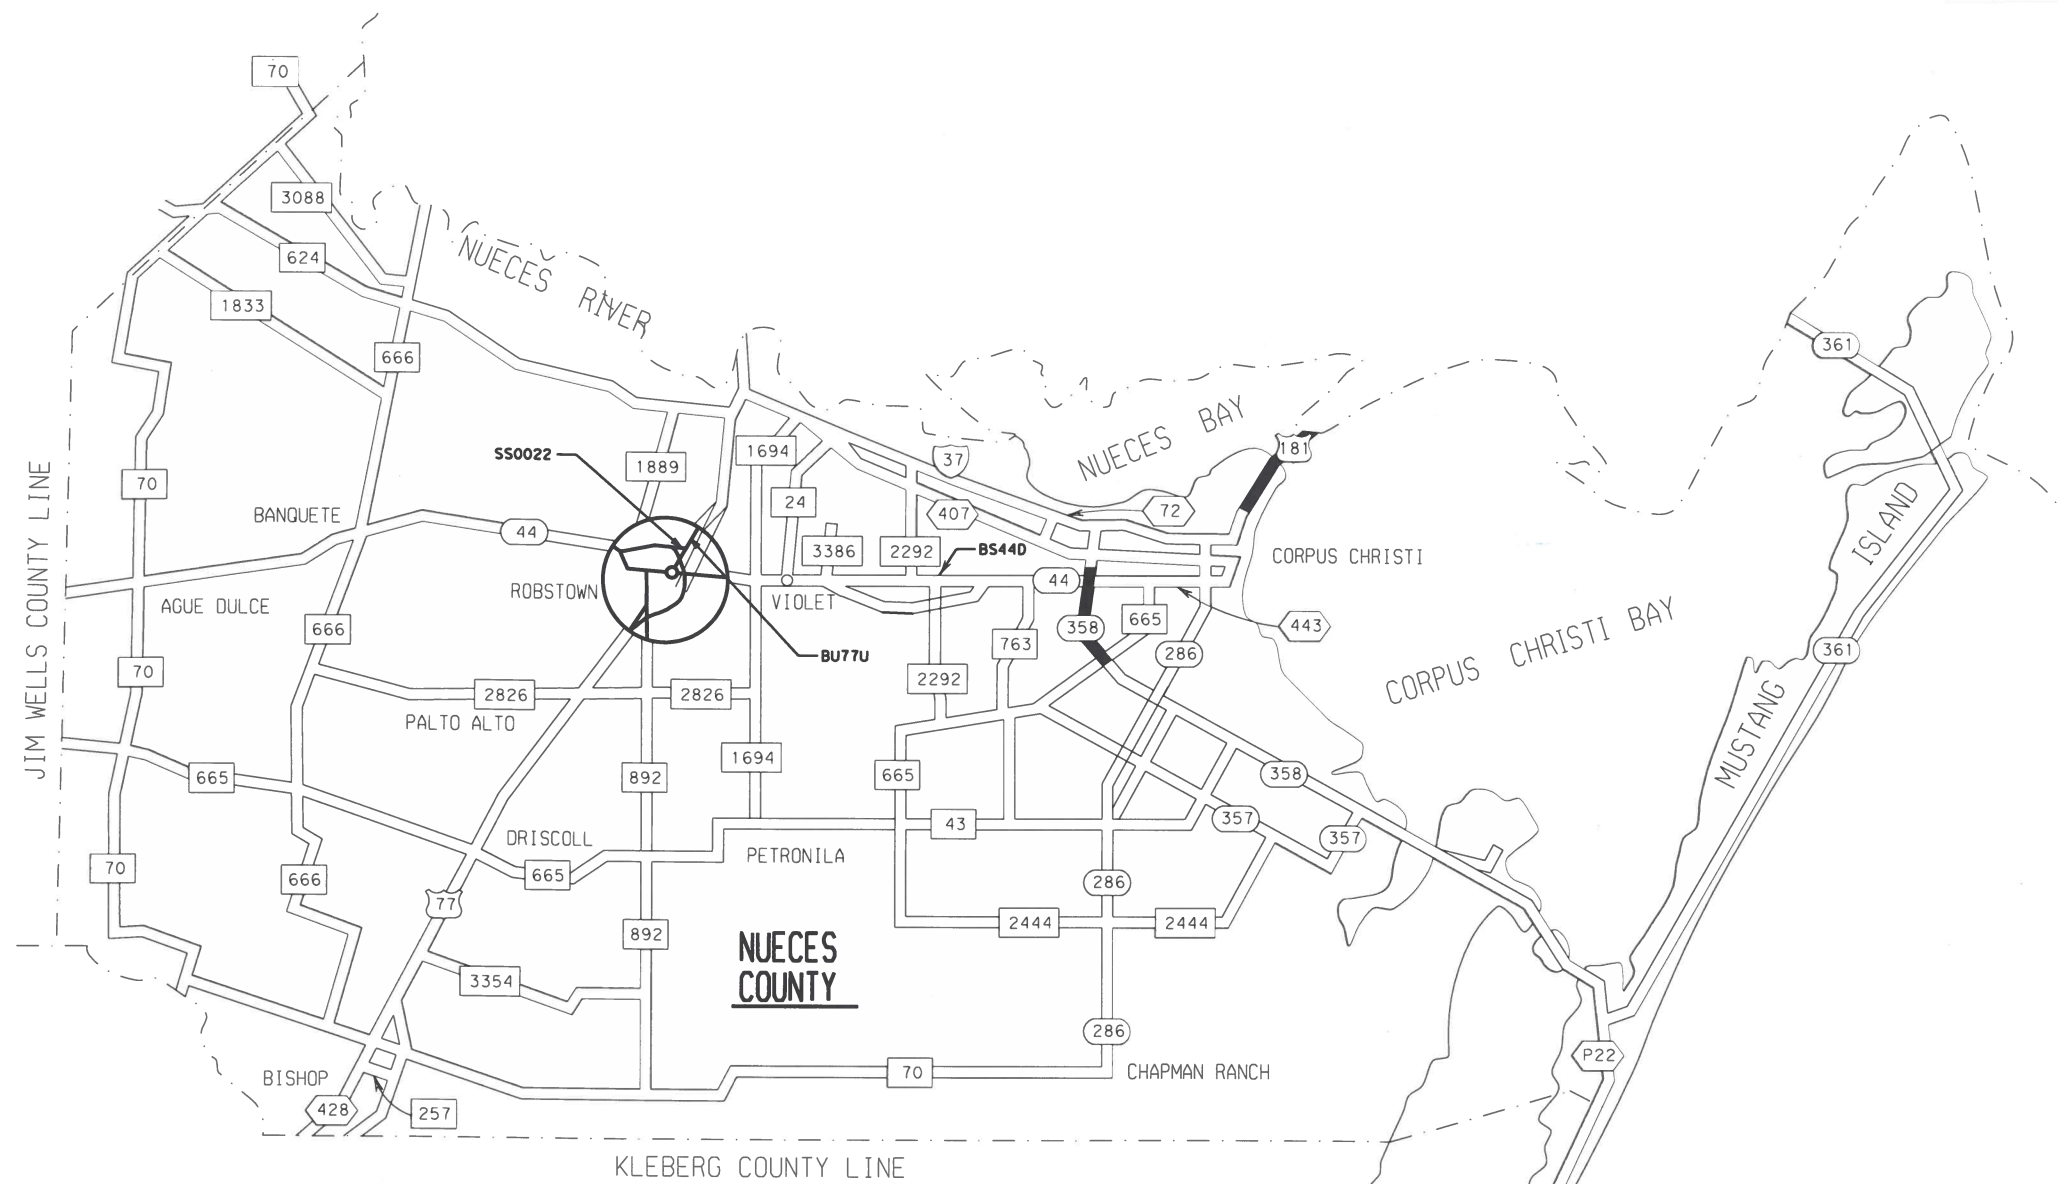 70
3088
624
1833
666
NUECES RIVER
361
37
NUECES BAY
181
SS0022
1889
1694
JIM WELLS COUNTY LINE
70
24
407
72
BANQUETE
44
3386
2292
BS44D
CORPUS CHRISTI
MUSTANG ISLAND
ROBSTOWN
44
AGUE DULCE
VIOLET
666
358
665
443
763
286
BU77U
CORPUS CHRISTI BAY
361
70
2826
2826
2292
PALTO ALTO
665
892
1694
665
358
DRISCOLL
43
357
357
PETRONILA
70
666
665
286
77
892
2444
2444
NUECES
COUNTY
3354
286
P22
BISHOP
70
CHAPMAN RANCH
428
257
KLEBERG COUNTY LINE